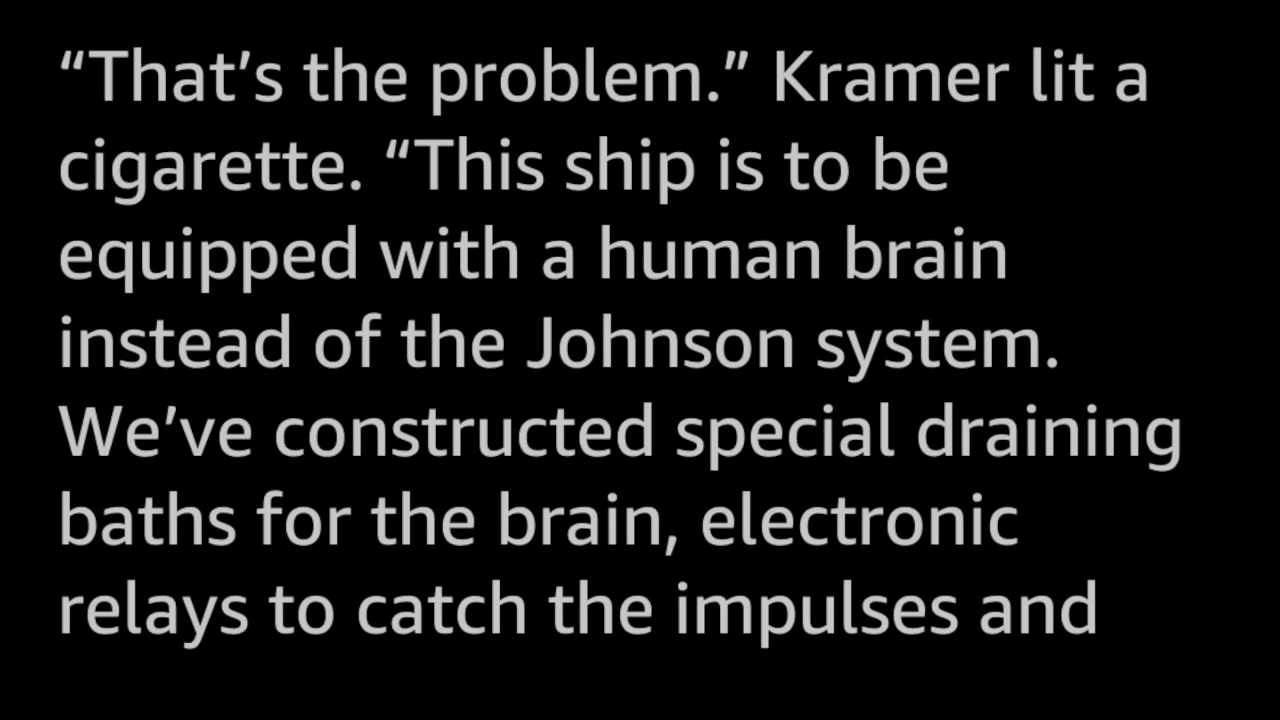 “That’s the problem.” Kramer lit a
cigarette. “This ship is to be
equipped with a human brain
instead of the Johnson system.
We’ve constructed special draining
baths for the brain, electronic
relays to catch the impulses and